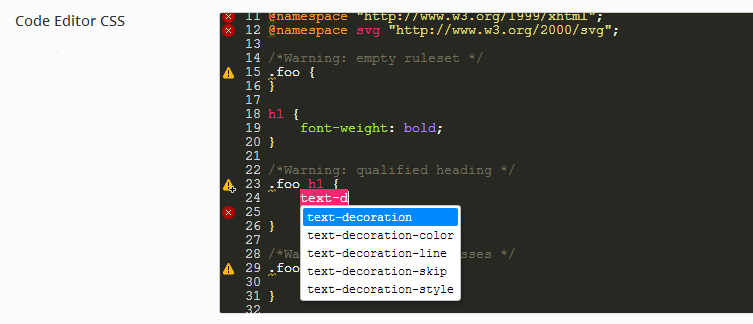 Code Editor CSS
11 @namespace "http://www.w3.org/1999/xhtml";
12 @namespace svg "http://www.w3.org/2000/svg";
13
14 /*Warning: empty ruleset */
15 .foo {
16 }
17
18 h1 {
19 font-weight: bold;
20 }
21
22 /*Warning: qualified heading */
23 .foo h1 {
24 text-d
text-decoration
text-decoration-color
text-decoration-line
text-decoration-skip
text-decoration-style
25
26 }
27
28 /*Wa sses */
29 .foo
30
31 }
32